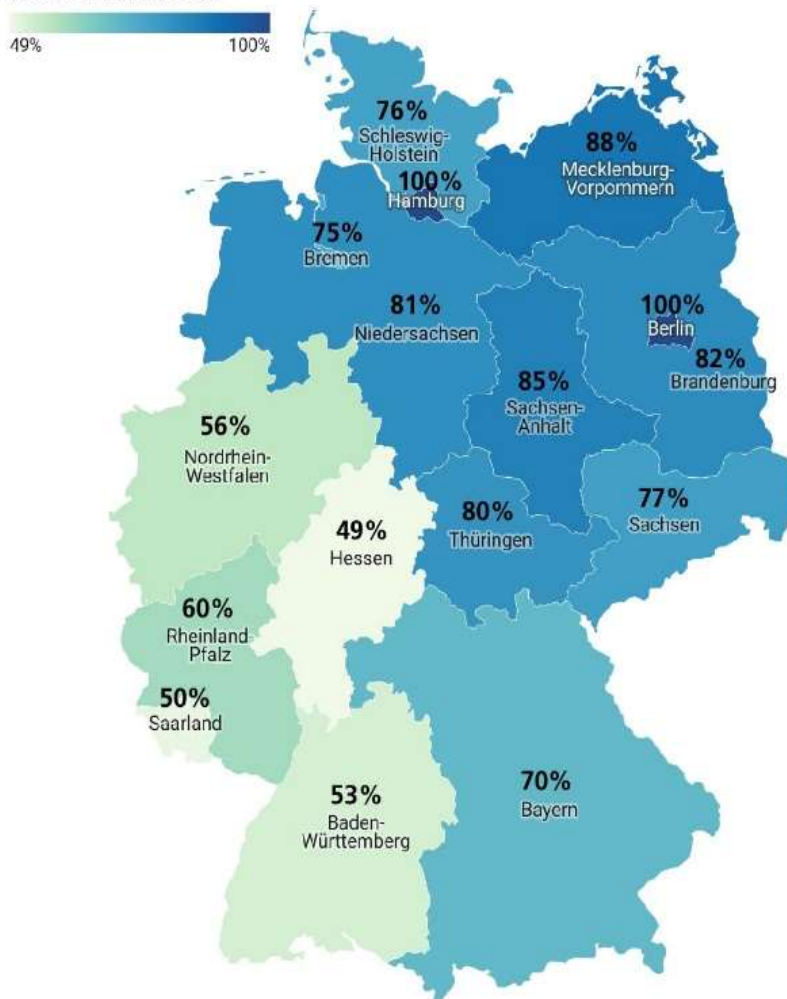 49%
100%
76%
Schleswig-
Holstein
88%
Mecklenburg-
Vorpommern
100%
Hamburg
75%
Bremen
81%
Niedersachsen
100%
Berlin
82%
Brandenburg
85%
Sachsen-
Anhalt
56%
Nordrhein-
Westfalen
77%
Sachsen
80%
Thüringen
49%
Hessen
60%
Rheinland-
Pfalz
50%
Saarland
53%
Baden-
Württemberg
70%
Bayern